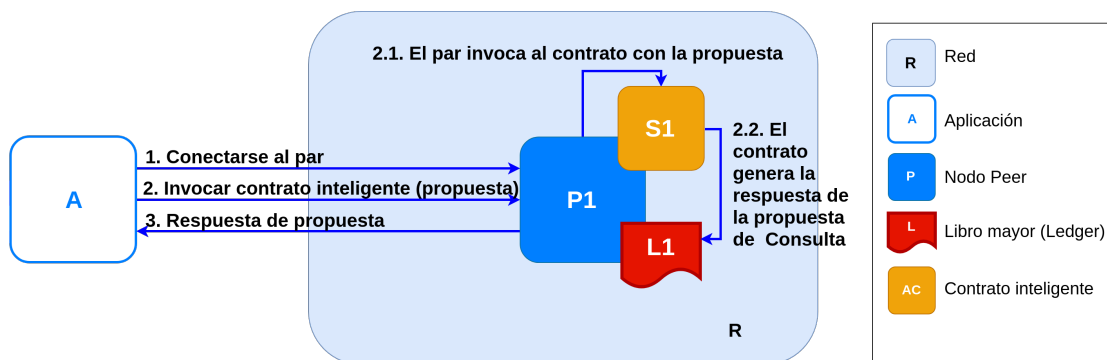 2.1. El par invoca al contrato con la propuesta
S1
2.2. El
contrato
genera la
respuesta de
la propuesta
de Consulta
1. Conectarse al par
2. Invocar contrato inteligente (propuesta)
3. Respuesta de propuesta
A
P1
L1
R
R
Red
A
Aplicación
P
Nodo Peer
L
Libro mayor (Ledger)
AC
Contrato inteligente